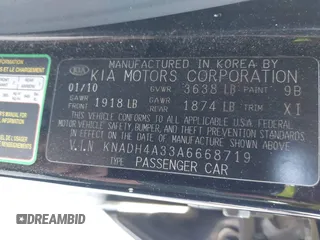 MANUFACTURED IN KOREA BY
KIA
KIA MOTORS CORPORATION
01/10 GVWR 3638 LB PAINT 9B
GAWR FRONT 1918 LB GAWR REAR 1874 LB TRIM X1
THIS VEHICLE CONFORMS TO ALL APPLICABLE U.S.A FEDERAL
MOTOR VEHICLE SAFETY, BUMPER, AND THEFT PREVENTION
STANDARDS IN EFFECT ON THE DATE OF MANUFACTURE SHOWN ABOVE.
V.I.N KNADH4A33A6668719
TYPE PASSENGER CAR
DREAMBID